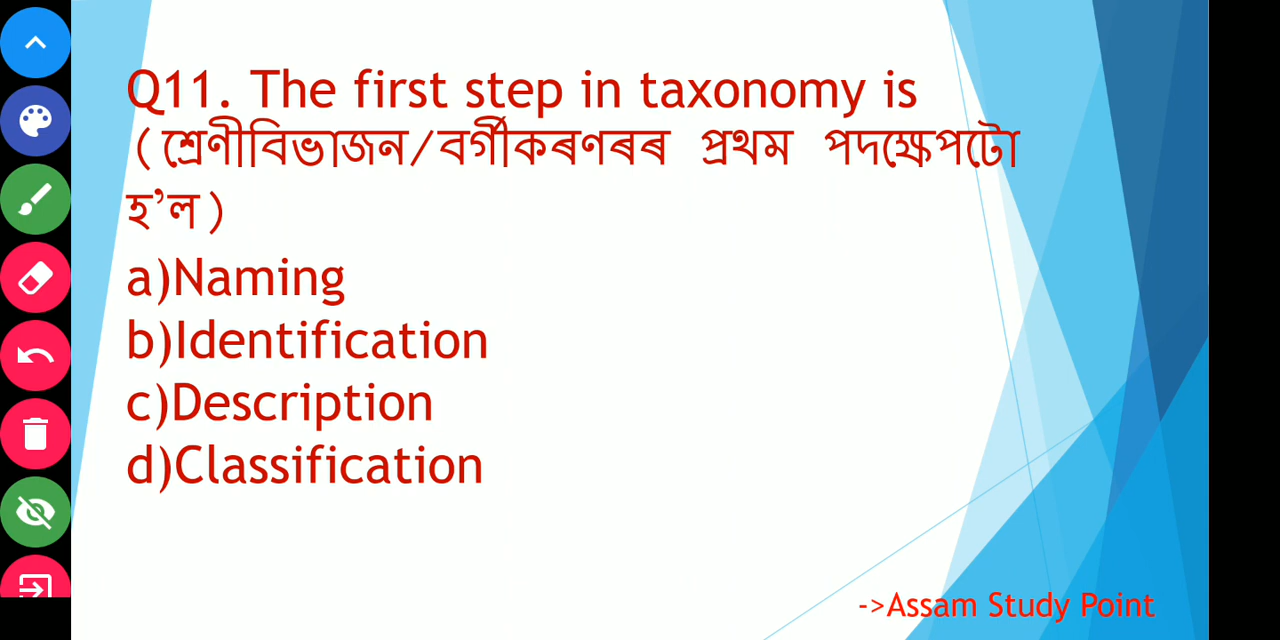 Q11. The first step in taxonomy is
(শ্ৰেণীবিভাজন/বৰ্গীকৰণৰৰ প্ৰথম পদক্ষেপটো
হ’ল)
a)Naming
b)Identification
c)Description
d)Classification
->Assam Study Point